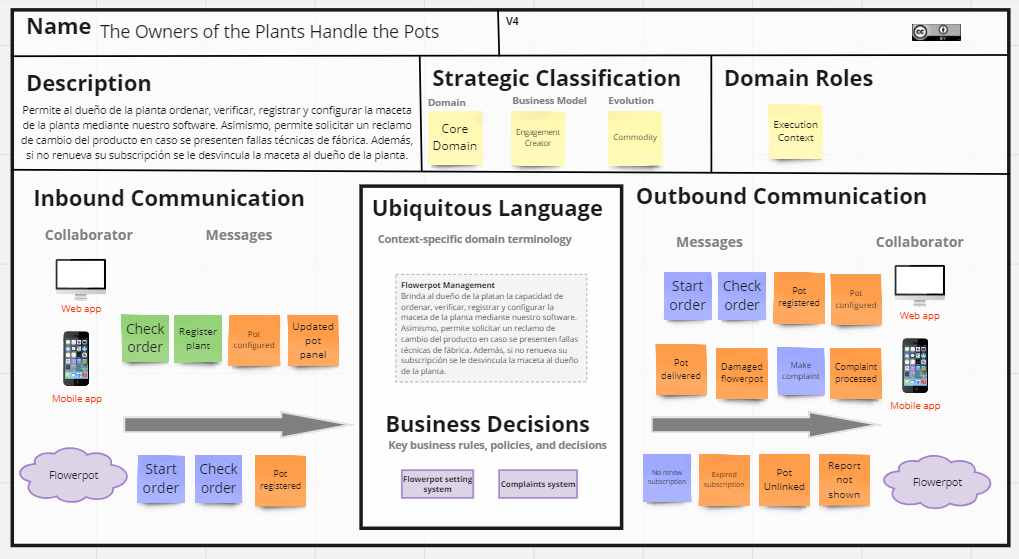 Name The Owners of the Plants Handle the Pots
V4
cc
BY
Description
Permite al dueño de la planta ordenar, verificar, registrar y configurar la maceta
de la planta mediante nuestro software. Asimismo, permite solicitar un reclamo
de cambio del producto en caso se presenten fallas técnicas de fábrica. Además,
si no renueva su subscripción se le desvincula la maceta al dueño de la planta.
Strategic Classification
Domain
Business Model
Evolution
Core
Domain
Engagement
Creator
Commodity
Domain Roles
Execution
Context
Inbound Communication
Collaborator
Messages
Web app
Mobile app
Check
order
Register
plant
Pot
configured
Updated
pot
panel
Flowerpot
Start
order
Check
order
Pot
registered
Ubiquitous Language
Context-specific domain terminology
Flowerpot Management
Brinda al dueño de la platan la capacidad de
ordenar, verificar, registrar y configurar la
maceta de la planta mediante nuestro software.
Asimismo, permite solicitar un reclamo de
cambio del producto en caso se presenten fallas
técnicas de fábrica. Además, si no renueva su
subscripción se le desvincula la maceta al dueño
de la planta.
Business Decisions
Key business rules, policies, and decisions
Flowerpot setting
system
Complaints system
Outbound Communication
Messages
Collaborator
Start
order
Check
order
Pot
registered
Pot
configured
Web app
Pot
delivered
Damaged
flowerpot
Make
complaint
Complaint
processed
Mobile app
No renew
subscription
Expired
subscription
Pot
Unlinked
Report
not
shown
Flowerpot